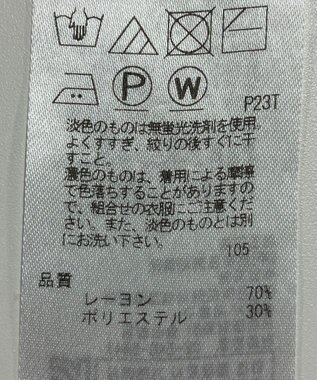 P W P23T
淡色のものは無蛍光洗剤を使用。
よくすすぎ、絞りの後すぐに干
すこと。
濃色のものは、着用による摩擦
で色落ちすることがありますの
で、組合せの衣服にご注意くだ
さい。また、淡色のものとは別
にお洗い下さい。
105
品質
レーヨン 70%
ポリエステル 30%